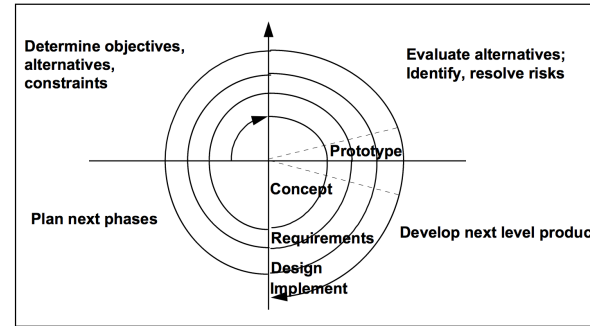 Determine objectives,
alternatives,
constraints
Evaluate alternatives;
Identify, resolve risks
Prototype
Concept
Plan next phases
Requirements
Develop next level produc
Design
Implement